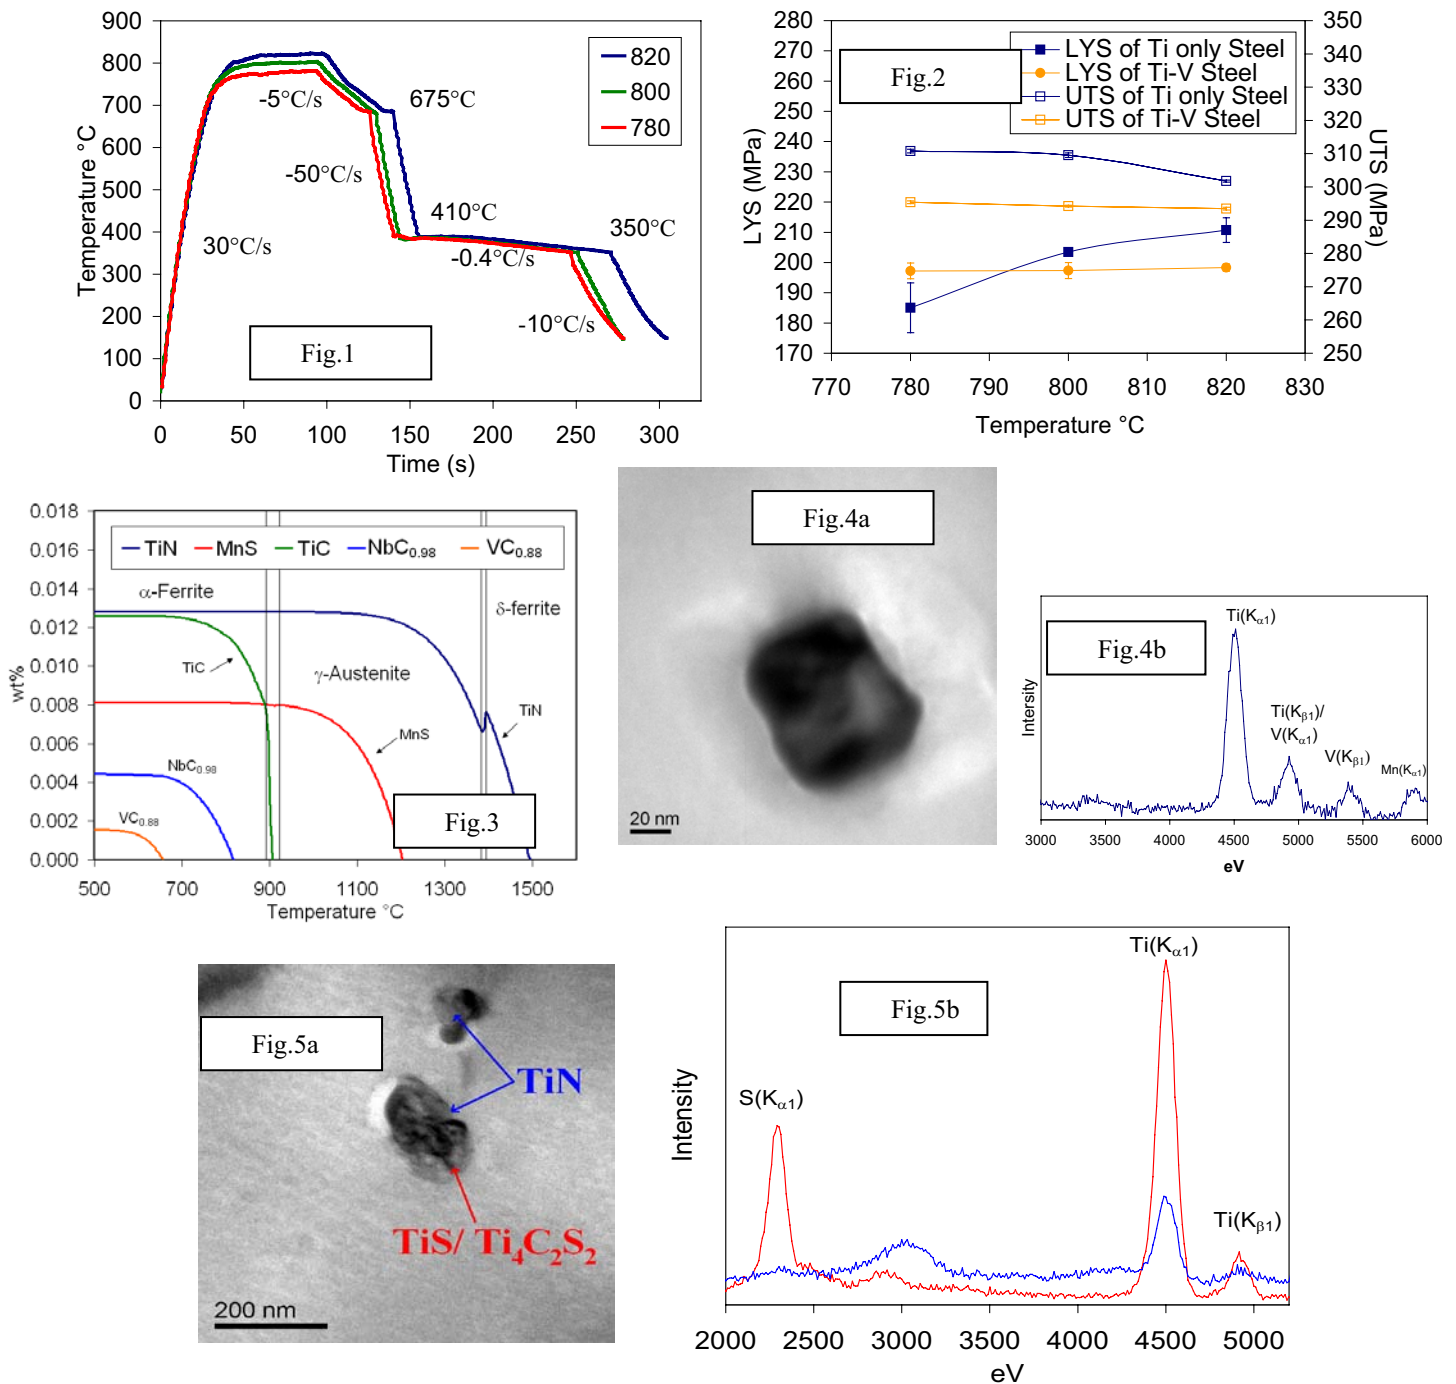 900
800
700
600
500
400
300
200
100
0
0
50
100
150
200
250
300
Temperature °C
Time (s)
820
800
780
-5°C/s
675°C
-50°C/s
30°C/s
410°C
350°C
-0.4°C/s
-10°C/s
Fig.1
280
270
260
250
240
230
220
210
200
190
180
170
LYS (MPa)
350
340
330
320
310
300
290
280
270
260
250
UTS (MPa)
770
780
790
800
810
820
830
Temperature °C
Fig.2
LYS of Ti only Steel
LYS of Ti-V Steel
UTS of Ti only Steel
UTS of Ti-V Steel
0.018
0.016
0.014
0.012
0.010
0.008
0.006
0.004
0.002
0.000
wt%
500
700
900
1100
1300
1500
Temperature °C
TiN
MnS
TiC
NbC0.98
VC0.88
α-Ferrite
δ-ferrite
TiC
γ-Austenite
TiN
MnS
NbC0.98
VC0.88
Fig.3
Fig.4a
20 nm
Fig.4b
Ti(Kα1)
Ti(Kβ1)/
V(Kα1)
V(Kβ1)
Mn(Kα1)
Intensity
3000
3500
4000
4500
5000
5500
6000
eV
Fig.5a
TiN
TiS/ Ti4C2S2
200 nm
Fig.5b
Ti(Kα1)
S(Kα1)
Ti(Kβ1)
Intensity
2000
2500
3000
3500
4000
4500
5000
eV